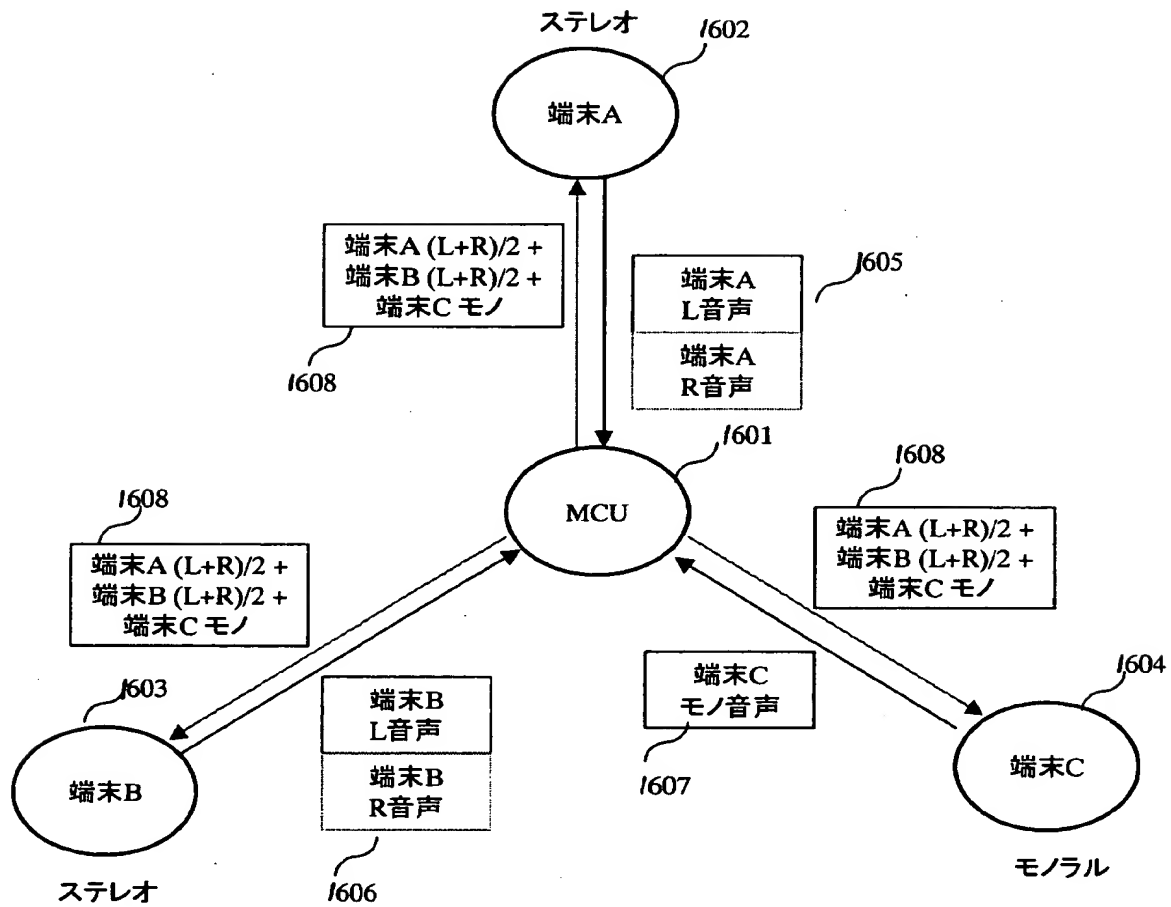 ステレオ
1602
端末A
端末A (L+R)/2 +
端末B (L+R)/2 +
端末C モノ
1608
端末A
L音声
端末A
R音声
1605
1601
MCU
1608
端末A (L+R)/2 +
端末B (L+R)/2 +
端末C モノ
1608
端末A (L+R)/2 +
端末B (L+R)/2 +
端末C モノ
1603
端末B
ステレオ
端末B
L音声
端末B
R音声
1606
端末C
モノ音声
1607
1604
端末C
モノラル